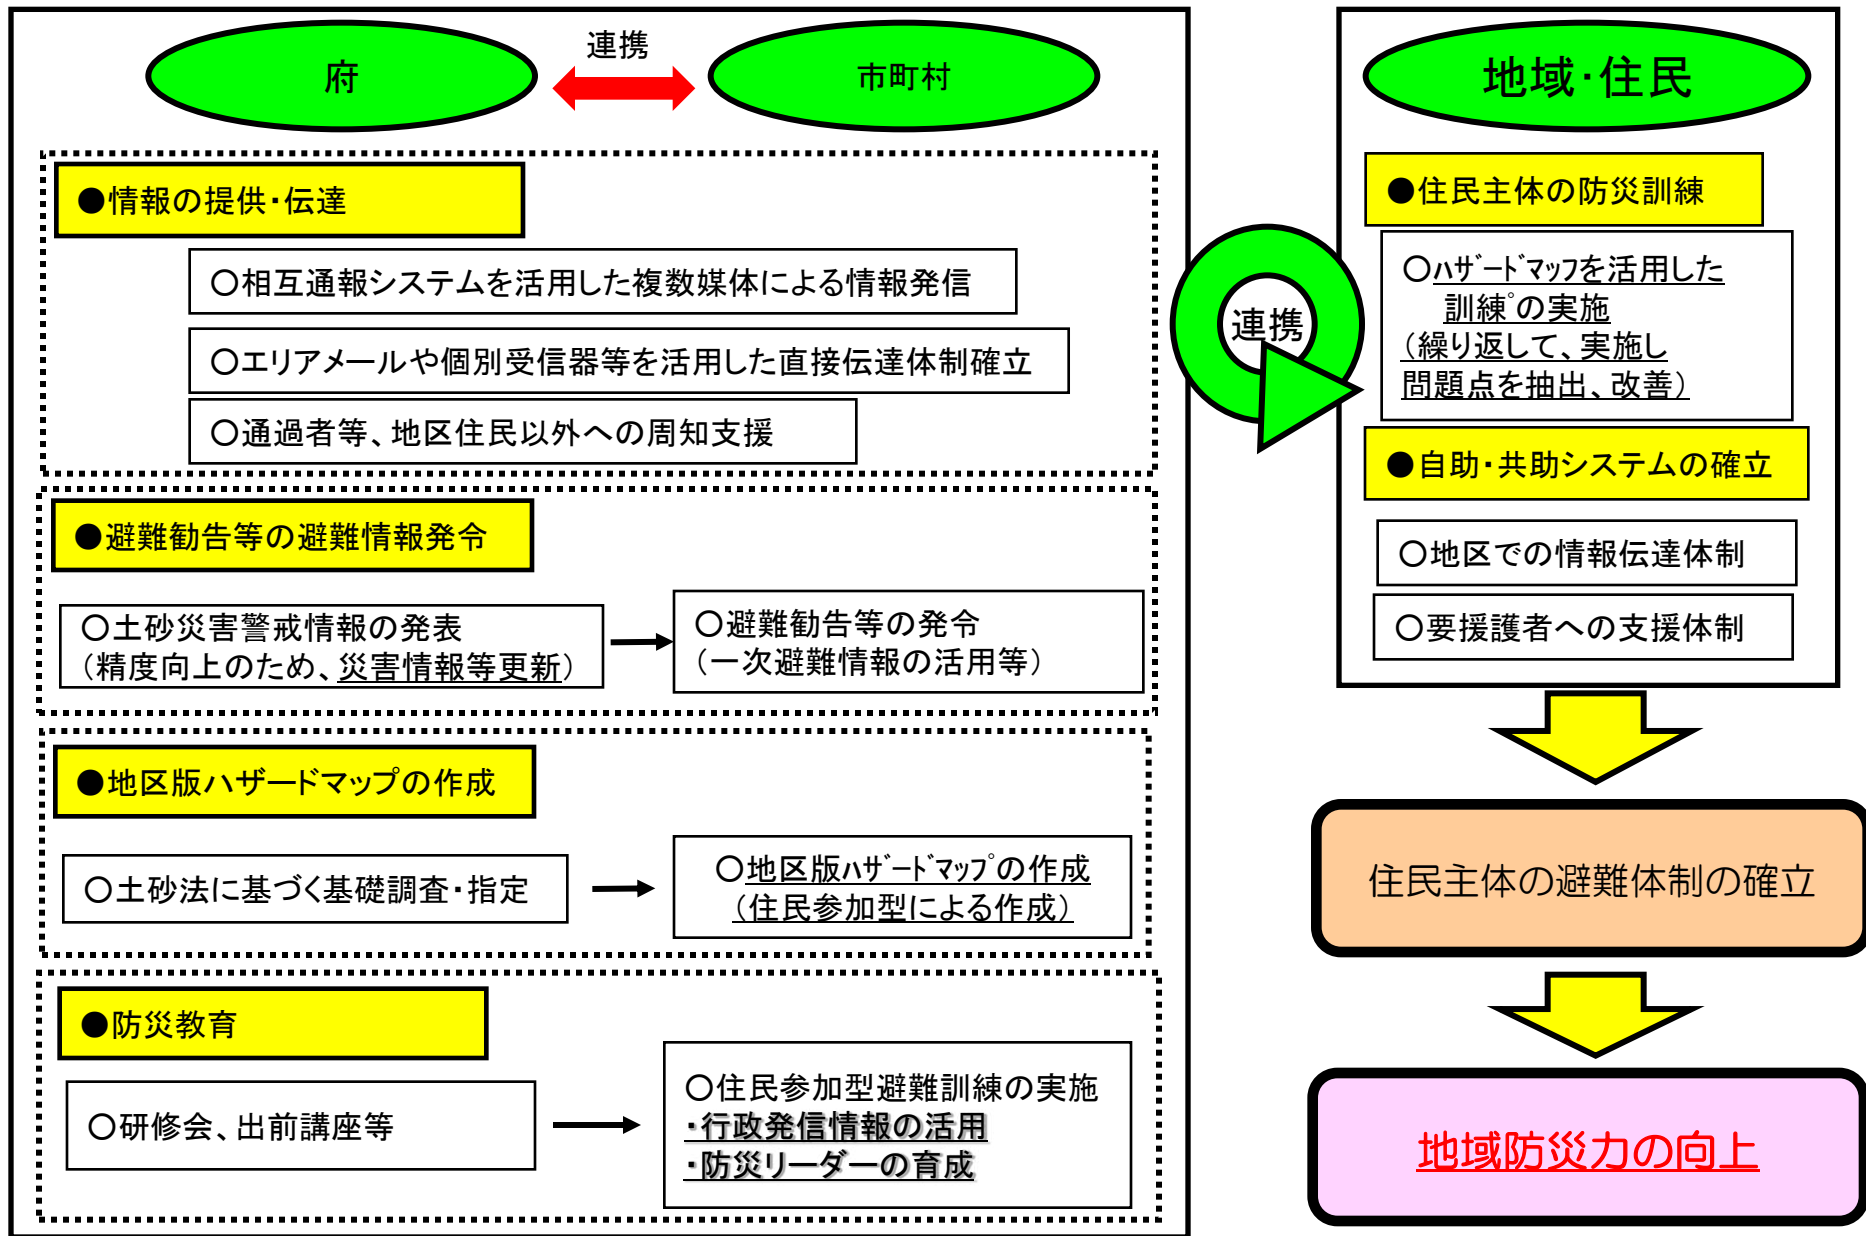 府
連携
市町村
●情報の提供・伝達
○相互通報システムを活用した複数媒体による情報発信
○エリアメールや個別受信器等を活用した直接伝達体制確立
○通過者等、地区住民以外への周知支援
●避難勧告等の避難情報発令
○土砂災害警戒情報の発表
(精度向上のため、災害情報等更新)
○避難勧告等の発令
(一次避難情報の活用等)
●地区版ハザードマップの作成
○土砂法に基づく基礎調査・指定
○地区版ﾊｻﾞｰﾄﾞﾏｯﾌﾟの作成
(住民参加型による作成)
●防災教育
○研修会、出前講座等
○住民参加型避難訓練の実施
・行政発信情報の活用
・防災リーダーの育成
連携
地域・住民
●住民主体の防災訓練
○ﾊｻﾞｰﾄﾞﾏｯﾌを活用した
訓練ﾟの実施
(繰り返して、実施し
問題点を抽出、改善)
●自助・共助システムの確立
○地区での情報伝達体制
○要援護者への支援体制
住民主体の避難体制の確立
地域防災力の向上